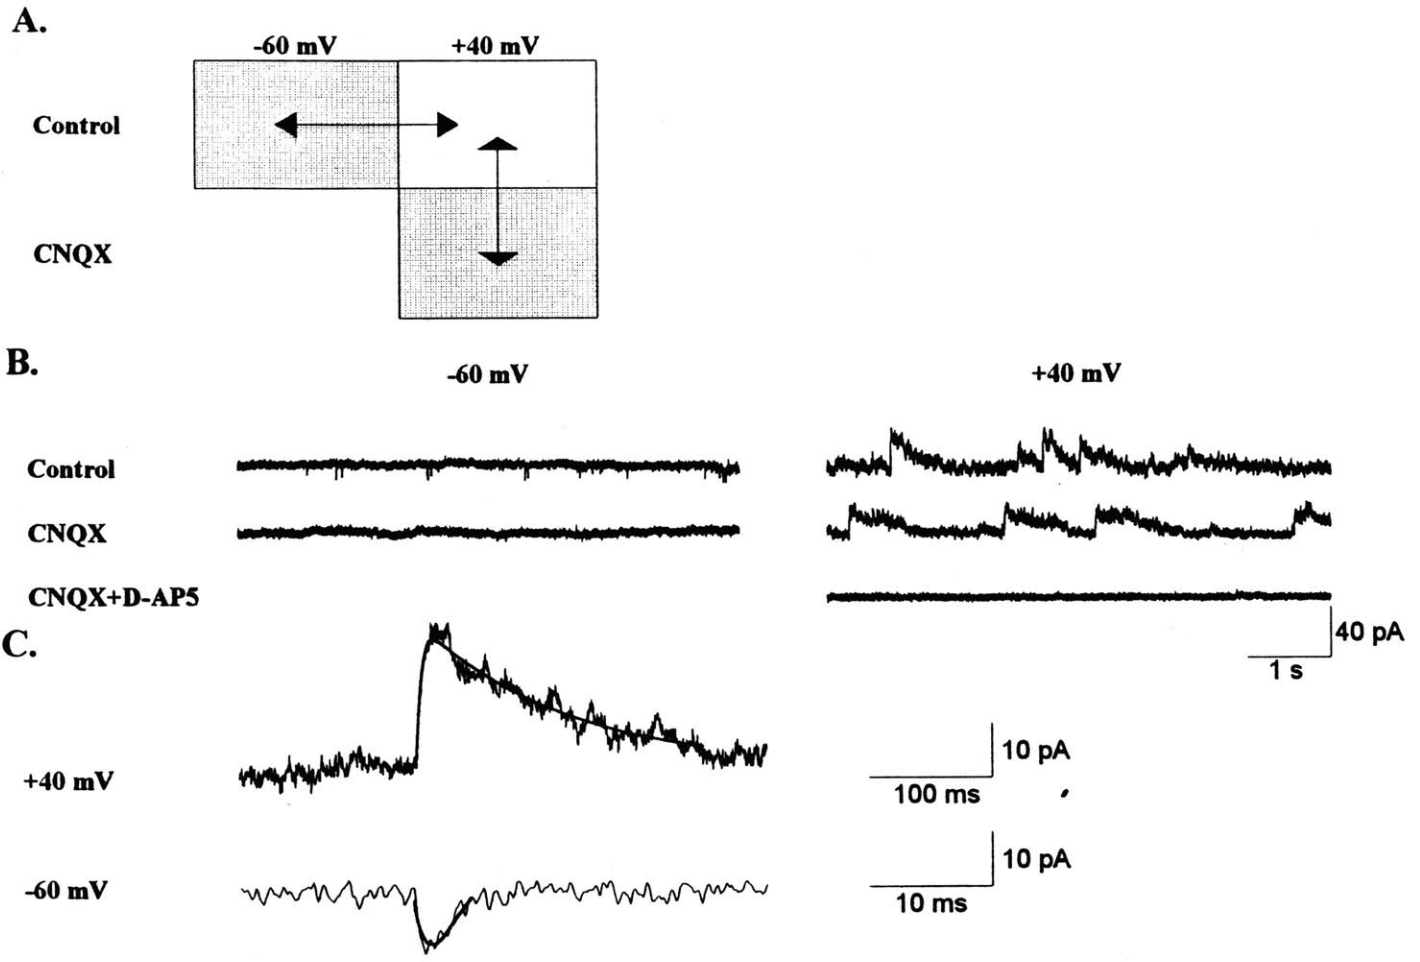 A.
-60 mV +40 mV
Control
CNQX
B.
-60 mV +40 mV
Control
CNQX
CNQX+D-AP5
40 pA
1 s
C.
+40 mV
10 pA
100 ms
-60 mV
10 pA
10 ms